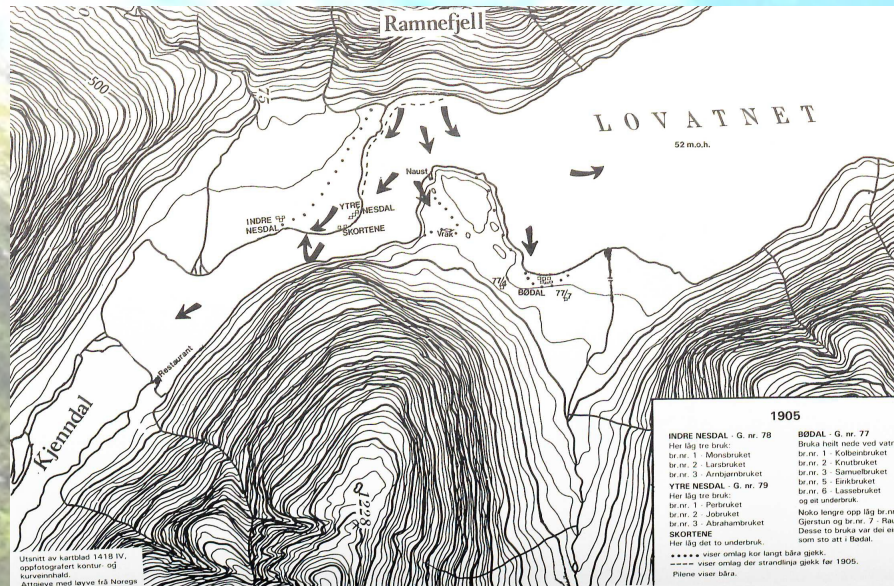 Ramnefjell
500
LOVATNET
52 m.o.h.
Naust
YTRE
NESDAL
INDRE
NESDAL
SKORTENE
Vrak
77/4
BØDAL 77/7
Restaurant
Kjenndal
1228
1905
INDRE NESDAL - G. nr. 78
Her låg tre bruk:
br.nr. 1 - Monsbruket
br.nr. 2 - Larsbruket
br.nr. 3 - Arnbjørnbruket
YTRE NESDAL - G. nr. 79
Her låg tre bruk:
br.nr. 1 - Perbruket
br.nr. 2 - Jobruket
br.nr. 3 - Abrahambruket
SKORTENE
Her låg det to underbruk.
BØDAL - G. nr. 77
Bruka heilt nede ved vatn
br.nr. 1 - Kolbeinbruket
br.nr. 2 - Knutbruket
br.nr. 3 - Samuelbruket
br.nr. 5 - Eirikbruket
br.nr. 6 - Lassebruket
og eit underbruk.
Noko lengre opp låg br.nr
Gjerstun og br.nr. 7 - Rau
Desse to bruka var dei ei
som sto att i Bødal.
•••••• viser omlag kor langt båra gjekk.
---- viser omlag der strandlinja gjekk før 1905.
Pilene viser båra.
Utsnitt av kartblad 1418 IV,
oppfotografert kontur- og
kurveinnhald.
Attgjeve med løyve frå Noregs